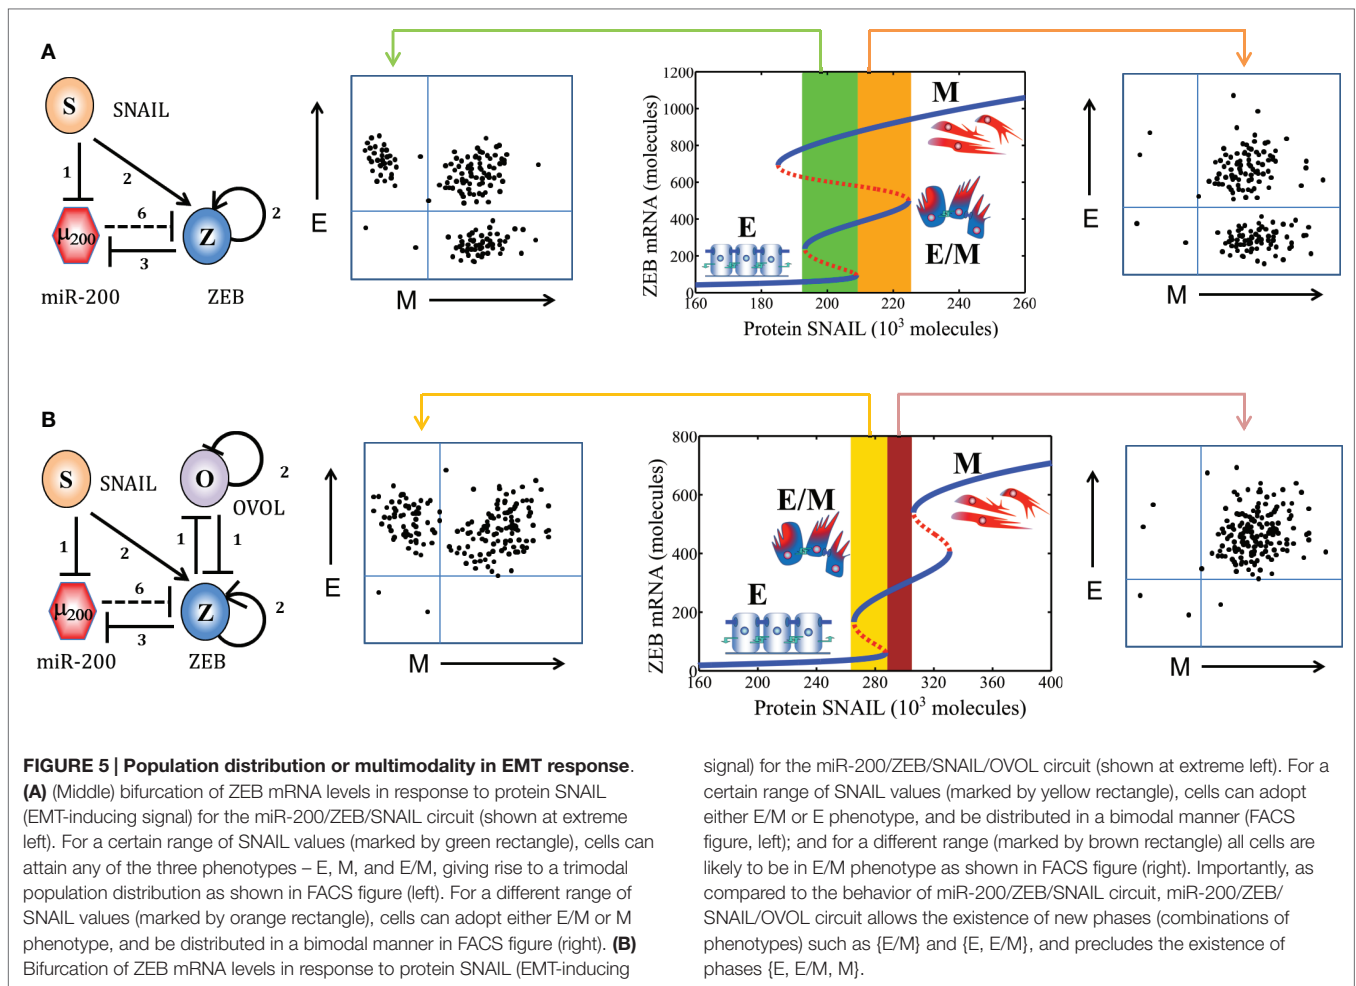 A
S
SNAIL
1
2
6
2
μ200
Z
3
miR-200
ZEB
E
M
ZEB mRNA (molecules)
1200
1000
800
600
400
200
0
160
180
200
220
240
260
Protein SNAIL (10³ molecules)
M
E
E/M
E
M
B
S
SNAIL
O
2
OVOL
1
2
1
1
6
2
μ200
Z
3
miR-200
ZEB
E
M
ZEB mRNA (molecules)
800
600
400
200
0
160
200
240
280
320
360
400
Protein SNAIL (10³ molecules)
M
E/M
E
E
M
FIGURE 5 | Population distribution or multimodality in EMT response.
(A) (Middle) bifurcation of ZEB mRNA levels in response to protein SNAIL
(EMT-inducing signal) for the miR-200/ZEB/SNAIL circuit (shown at extreme
left). For a certain range of SNAIL values (marked by green rectangle), cells can
attain any of the three phenotypes – E, M, and E/M, giving rise to a trimodal
population distribution as shown in FACS figure (left). For a different range of
SNAIL values (marked by orange rectangle), cells can adopt either E/M or M
phenotype, and be distributed in a bimodal manner in FACS figure (right). (B)
Bifurcation of ZEB mRNA levels in response to protein SNAIL (EMT-inducing
signal) for the miR-200/ZEB/SNAIL/OVOL circuit (shown at extreme left). For a
certain range of SNAIL values (marked by yellow rectangle), cells can adopt
either E/M or E phenotype, and be distributed in a bimodal manner (FACS
figure, left); and for a different range (marked by brown rectangle) all cells are
likely to be in E/M phenotype as shown in FACS figure (right). Importantly, as
compared to the behavior of miR-200/ZEB/SNAIL circuit, miR-200/ZEB/
SNAIL/OVOL circuit allows the existence of new phases (combinations of
phenotypes) such as {E/M} and {E, E/M}, and precludes the existence of
phases {E, E/M, M}.